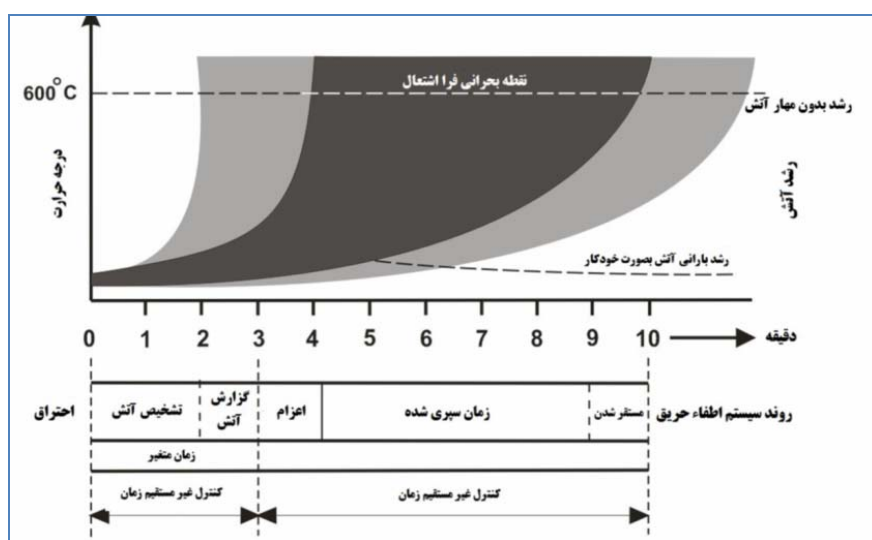 نقطه بحرانی فرا اشتعال
600°C
رشد بدون مهار آتش
درجه حرارت
رشد آتش
رشد بارانی آتش بصورت خودکار
0 1 2 3 4 5 6 7 8 9 10 دقیقه
احتراق
تشخیص آتش
گزارش آتش
اعزام
زمان سپری شده
مستقر شدن
روند سیستم اطفاء حریق
زمان متغیر
کنترل غیر مستقیم زمان
کنترل غیر مستقیم زمان